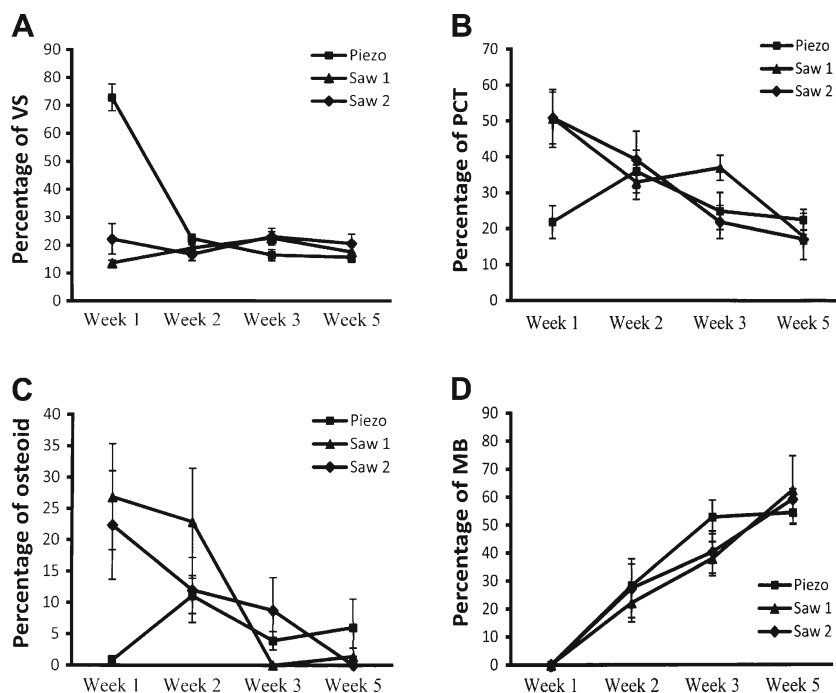 A
Percentage of VS
90
80
70
60
50
40
30
20
10
0
Piezo
Saw 1
Saw 2
Week 1 Week 2 Week 3 Week 5
B
Percentage of PCT
70
60
50
40
30
20
10
0
Piezo
Saw 1
Saw 2
Week 1 Week 2 Week 3 Week 5
C
Percentage of osteoid
40
35
30
25
20
15
10
5
0
Piezo
Saw 1
Saw 2
Week 1 Week 2 Week 3 Week 5
D
Percentage of MB
90
80
70
60
50
40
30
20
10
0
Piezo
Saw 1
Saw 2
Week 1 Week 2 Week 3 Week 5